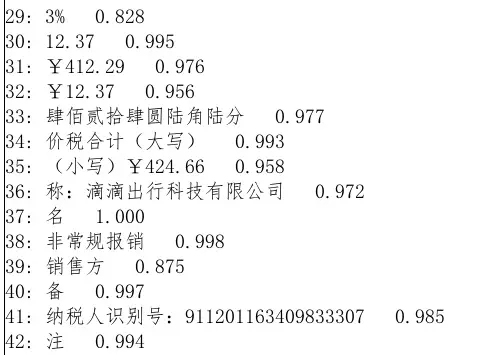 29: 3% 0.828
30: 12.37 0.995
31: ￥412.29 0.976
32: ￥12.37 0.956
33: 肆佰贰拾肆圆陆角陆分 0.977
34: 价税合计（大写） 0.993
35: （小写）￥424.66 0.958
36: 称：滴滴出行科技有限公司 0.972
37: 名 1.000
38: 非常规报销 0.998
39: 销售方 0.875
40: 备 0.997
41: 纳税人识别号：911201163409833307 0.985
42: 注 0.994